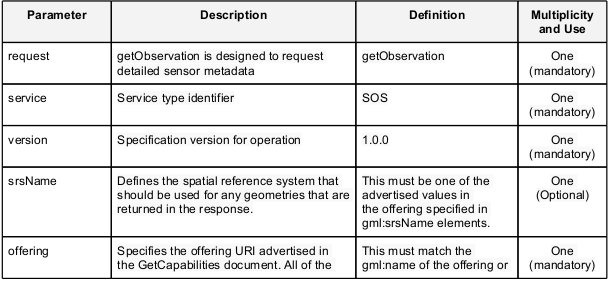 Parameter Description Definition Multiplicity
and Use
request getObservation is designed to request getObservation One
detailed sensor metadata (mandatory)
service Service type identifier SOS One
(mandatory)
version Specification version for operation 1.0.0 One
(mandatory)
srsName Defines the spatial reference system that This must be one of the One
should be used for any geometries that are advertised values in (Optional)
returned in the response. the offering specified in
gml:srsName elements.
offering Specifies the offering URI advertised in This must match the One
the GetCapabilities document. All of the gml:name of the offering or (mandatory)